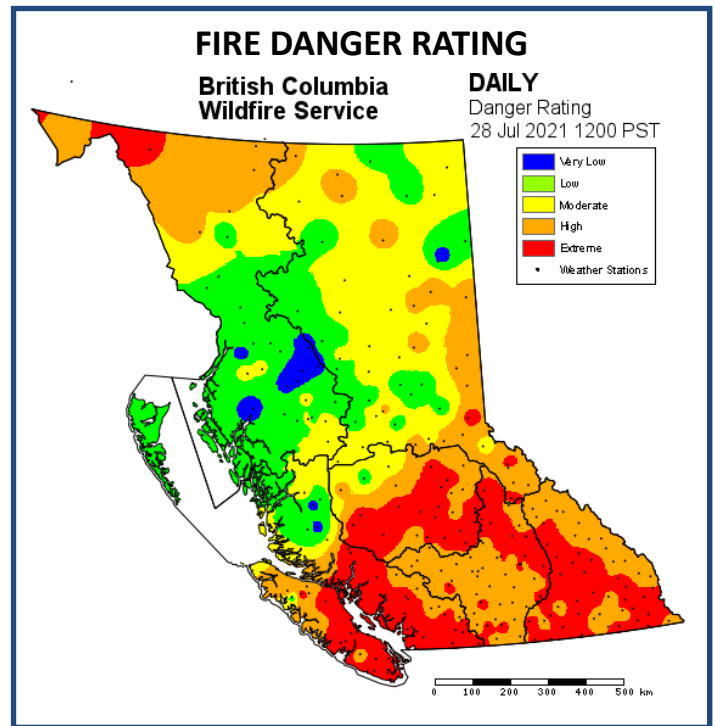 FIRE DANGER RATING
British Columbia
Wildfire Service
DAILY
Danger Rating
28 Jul 2021 1200 PST
Very Low
Low
Moderate
High
Extreme
Weather Stations
0 100 200 300 400 500 km